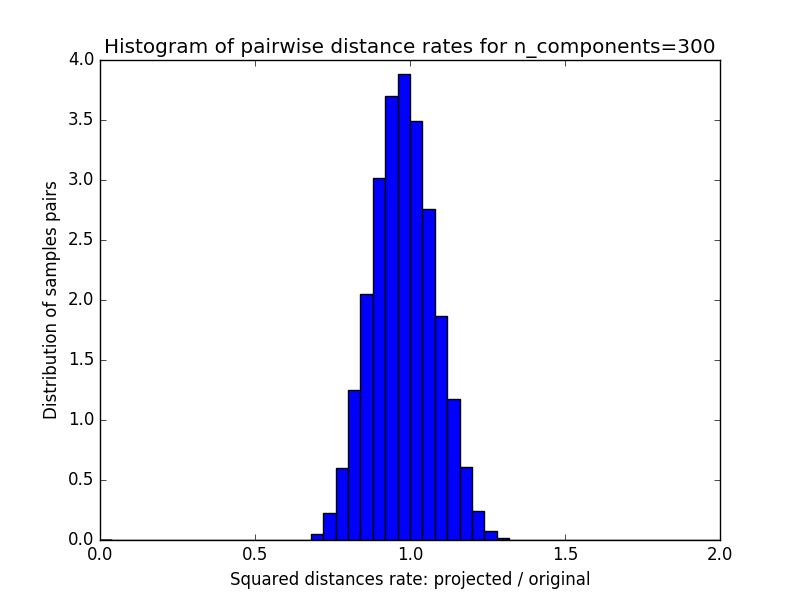 Histogram of pairwise distance rates for n_components=300
4.0
3.5
3.0
2.5
2.0
1.5
1.0
0.5
0.0
Distribution of samples pairs
0.0 0.5 1.0 1.5 2.0
Squared distances rate: projected / original